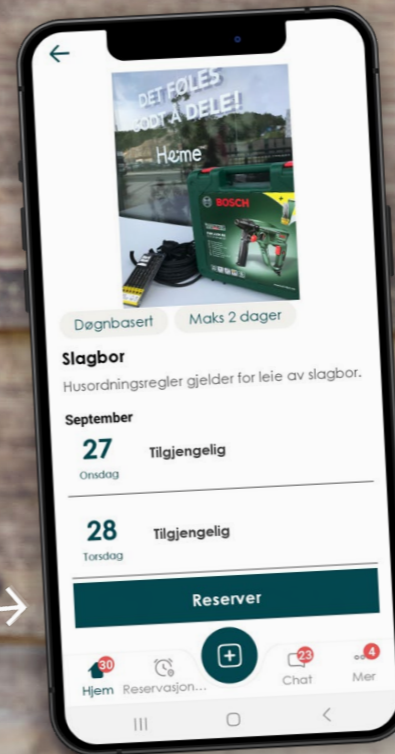 DET FØLES
GODT Å DELE!
Heime
BOSCH
Døgnbasert
Maks 2 dager
Slagbor
Husordningsregler gjelder for leie av slagbor.
September
27
Tilgjengelig
Onsdag
28
Tilgjengelig
Torsdag
Reserver
30
23
4
Hjem
Reservasjon...
Chat
Mer